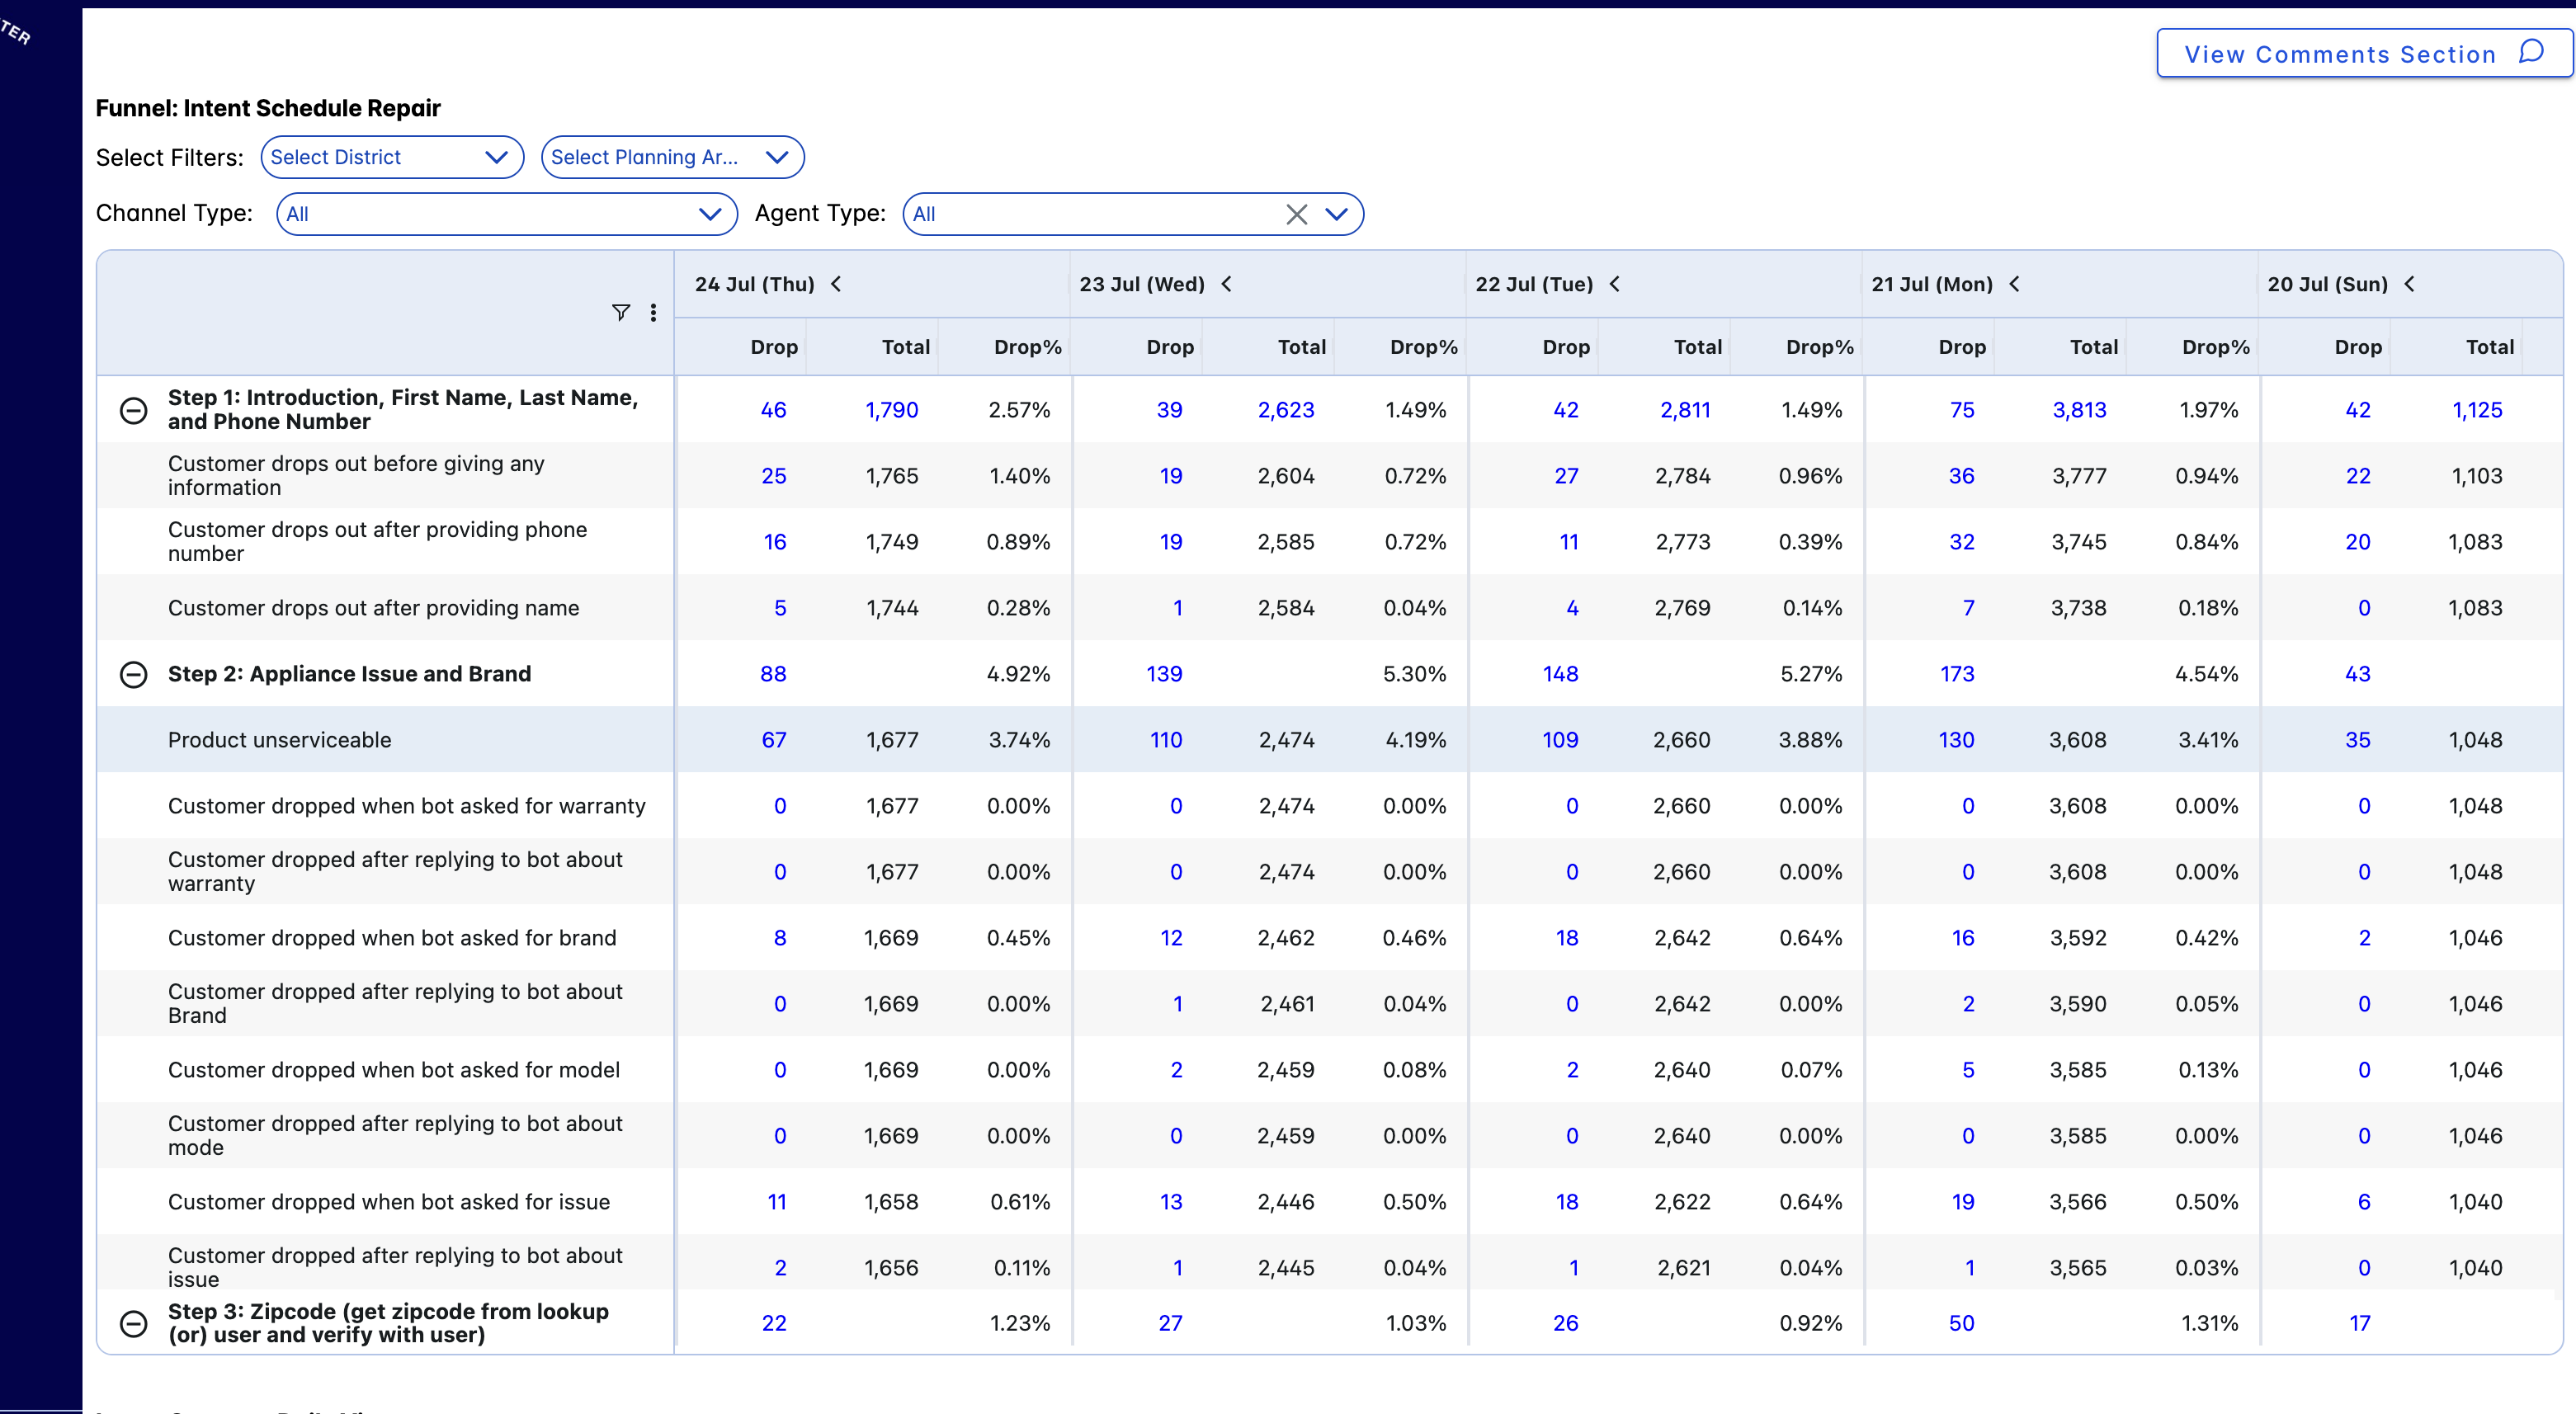 TER
View Comments Section
Funnel: Intent Schedule Repair
Select Filters: Select District Select Planning Ar...
Channel Type: All Agent Type: All
24 Jul (Thu) 23 Jul (Wed) 22 Jul (Tue) 21 Jul (Mon) 20 Jul (Sun)
Drop Total Drop% Drop Total Drop% Drop Total Drop% Drop Total Drop% Drop Total
Step 1: Introduction, First Name, Last Name,
and Phone Number
46 1,790 2.57% 39 2,623 1.49% 42 2,811 1.49% 75 3,813 1.97% 42 1,125
Customer drops out before giving any
information
25 1,765 1.40% 19 2,604 0.72% 27 2,784 0.96% 36 3,777 0.94% 22 1,103
Customer drops out after providing phone
number
16 1,749 0.89% 19 2,585 0.72% 11 2,773 0.39% 32 3,745 0.84% 20 1,083
Customer drops out after providing name 5 1,744 0.28% 1 2,584 0.04% 4 2,769 0.14% 7 3,738 0.18% 0 1,083
Step 2: Appliance Issue and Brand 88 4.92% 139 5.30% 148 5.27% 173 4.54% 43
Product unserviceable 67 1,677 3.74% 110 2,474 4.19% 109 2,660 3.88% 130 3,608 3.41% 35 1,048
Customer dropped when bot asked for warranty 0 1,677 0.00% 0 2,474 0.00% 0 2,660 0.00% 0 3,608 0.00% 0 1,048
Customer dropped after replying to bot about
warranty
0 1,677 0.00% 0 2,474 0.00% 0 2,660 0.00% 0 3,608 0.00% 0 1,048
Customer dropped when bot asked for brand 8 1,669 0.45% 12 2,462 0.46% 18 2,642 0.64% 16 3,592 0.42% 2 1,046
Customer dropped after replying to bot about
Brand
0 1,669 0.00% 1 2,461 0.04% 0 2,642 0.00% 2 3,590 0.05% 0 1,046
Customer dropped when bot asked for model 0 1,669 0.00% 2 2,459 0.08% 2 2,640 0.07% 5 3,585 0.13% 0 1,046
Customer dropped after replying to bot about
mode
0 1,669 0.00% 0 2,459 0.00% 0 2,640 0.00% 0 3,585 0.00% 0 1,046
Customer dropped when bot asked for issue 11 1,658 0.61% 13 2,446 0.50% 18 2,622 0.64% 19 3,566 0.50% 6 1,040
Customer dropped after replying to bot about
issue
2 1,656 0.11% 1 2,445 0.04% 1 2,621 0.04% 1 3,565 0.03% 0 1,040
Step 3: Zipcode (get zipcode from lookup
(or) user and verify with user)
22 1.23% 27 1.03% 26 0.92% 50 1.31% 17